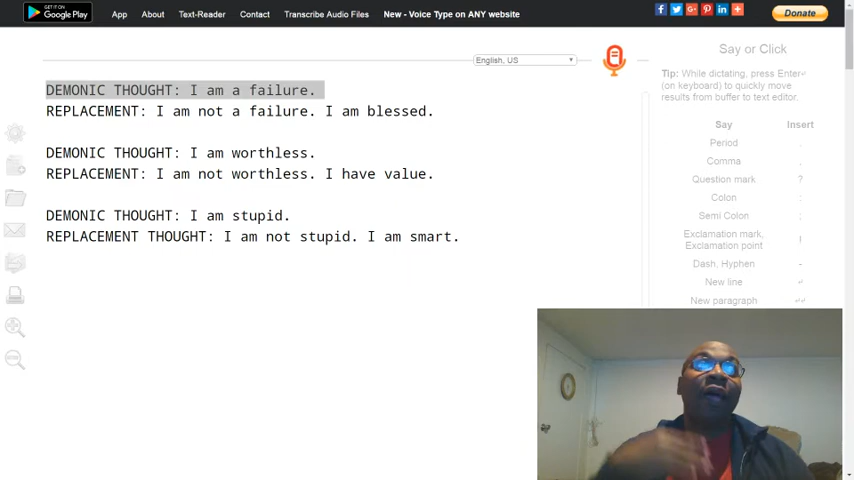 GET IT ON
Google Play
App
About
Text-Reader
Contact
Transcribe Audio Files
New - Voice Type on ANY website
Donate
English, US
DEMONIC THOUGHT: I am a failure.
REPLACEMENT: I am not a failure. I am blessed.
DEMONIC THOUGHT: I am worthless.
REPLACEMENT: I am not worthless. I have value.
DEMONIC THOUGHT: I am stupid.
REPLACEMENT THOUGHT: I am not stupid. I am smart.
Say or Click
Tip: While dictating, press Enter↵
(on keyboard) to quickly move
results from buffer to text editor.
Say Insert
Period .
Comma ,
Question mark ?
Colon :
Semi Colon ;
Exclamation mark,
Exclamation point !
Dash, Hyphen -
New line ↵
New paragraph ↵↵